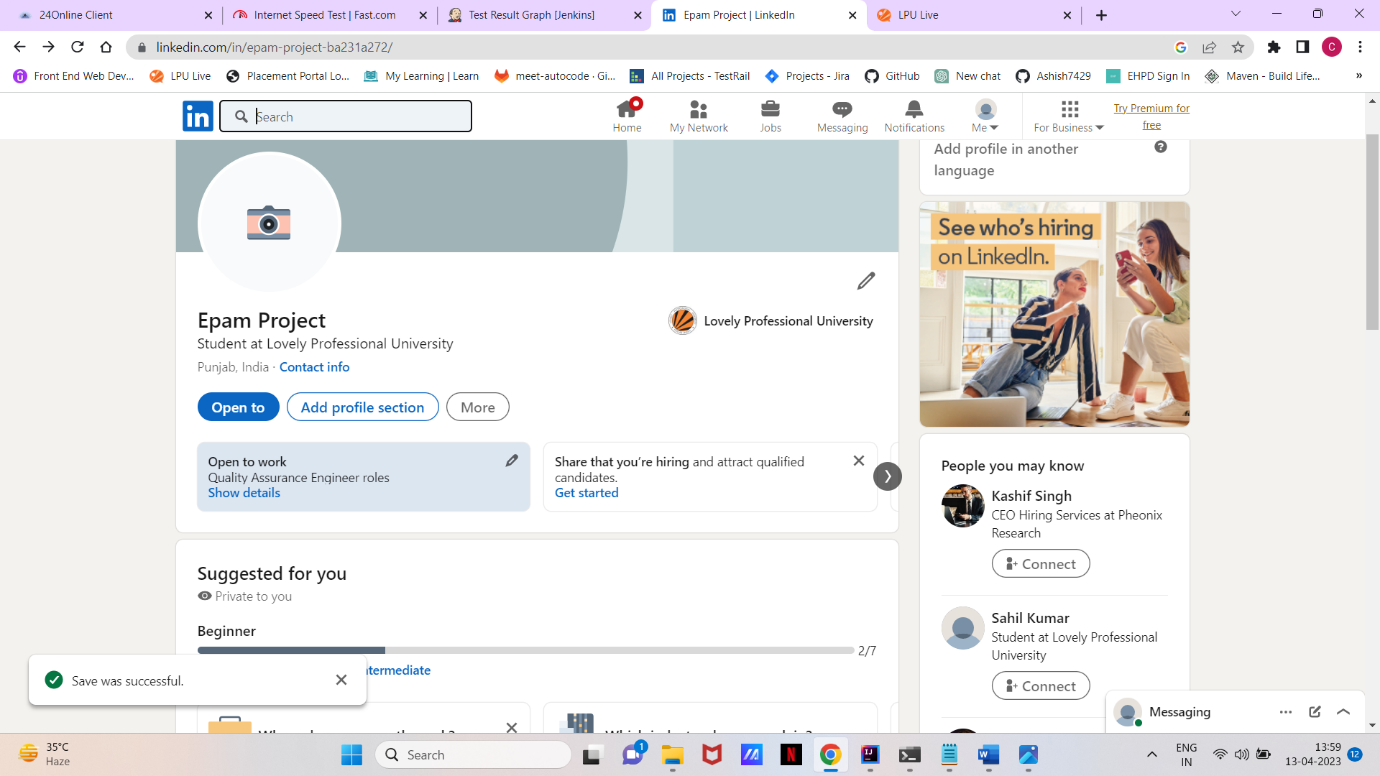 24Online Client
Internet Speed Test | Fast.com
Test Result Graph [Jenkins]
Epam Project | LinkedIn
LPU Live
linkedin.com/in/epam-project-ba231a272/
C
Front End Web Dev...
LPU Live
Placement Portal Lo...
My Learning | Learn
meet-autocode · Gi...
All Projects - TestRail
Projects - Jira
GitHub
New chat
Ashish7429
EHPD Sign In
Maven - Build Life...
»
in
Search
Home
My Network
Jobs
Messaging
Notifications
Me
For Business
Try Premium for
free
Add profile in another
language
See who's hiring
on LinkedIn.
Epam Project
Lovely Professional University
Student at Lovely Professional University
Punjab, India · Contact info
Open to
Add profile section
More
Open to work
Quality Assurance Engineer roles
Show details
Share that you're hiring and attract qualified
candidates.
Get started
People you may know
Kashif Singh
CEO Hiring Services at Pheonix
Research
Connect
Sahil Kumar
Student at Lovely Professional
University
Connect
Suggested for you
Private to you
Beginner
2/7
ntermediate
Save was successful.
Messaging
35°C
Haze
Search
1
ENG
IN
13:59
13-04-2023
12